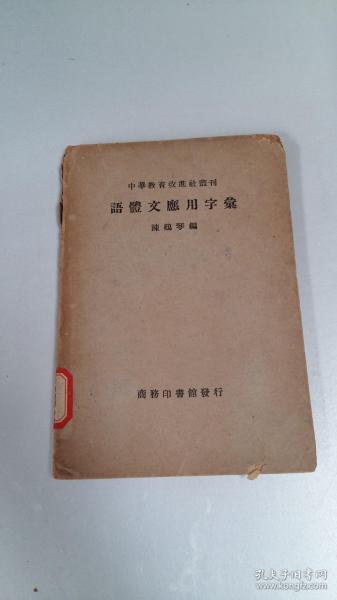 中華教育改進社叢刊
語體文應用字彙
陳鶴琴編
商務印書館發行
孔夫子旧书网